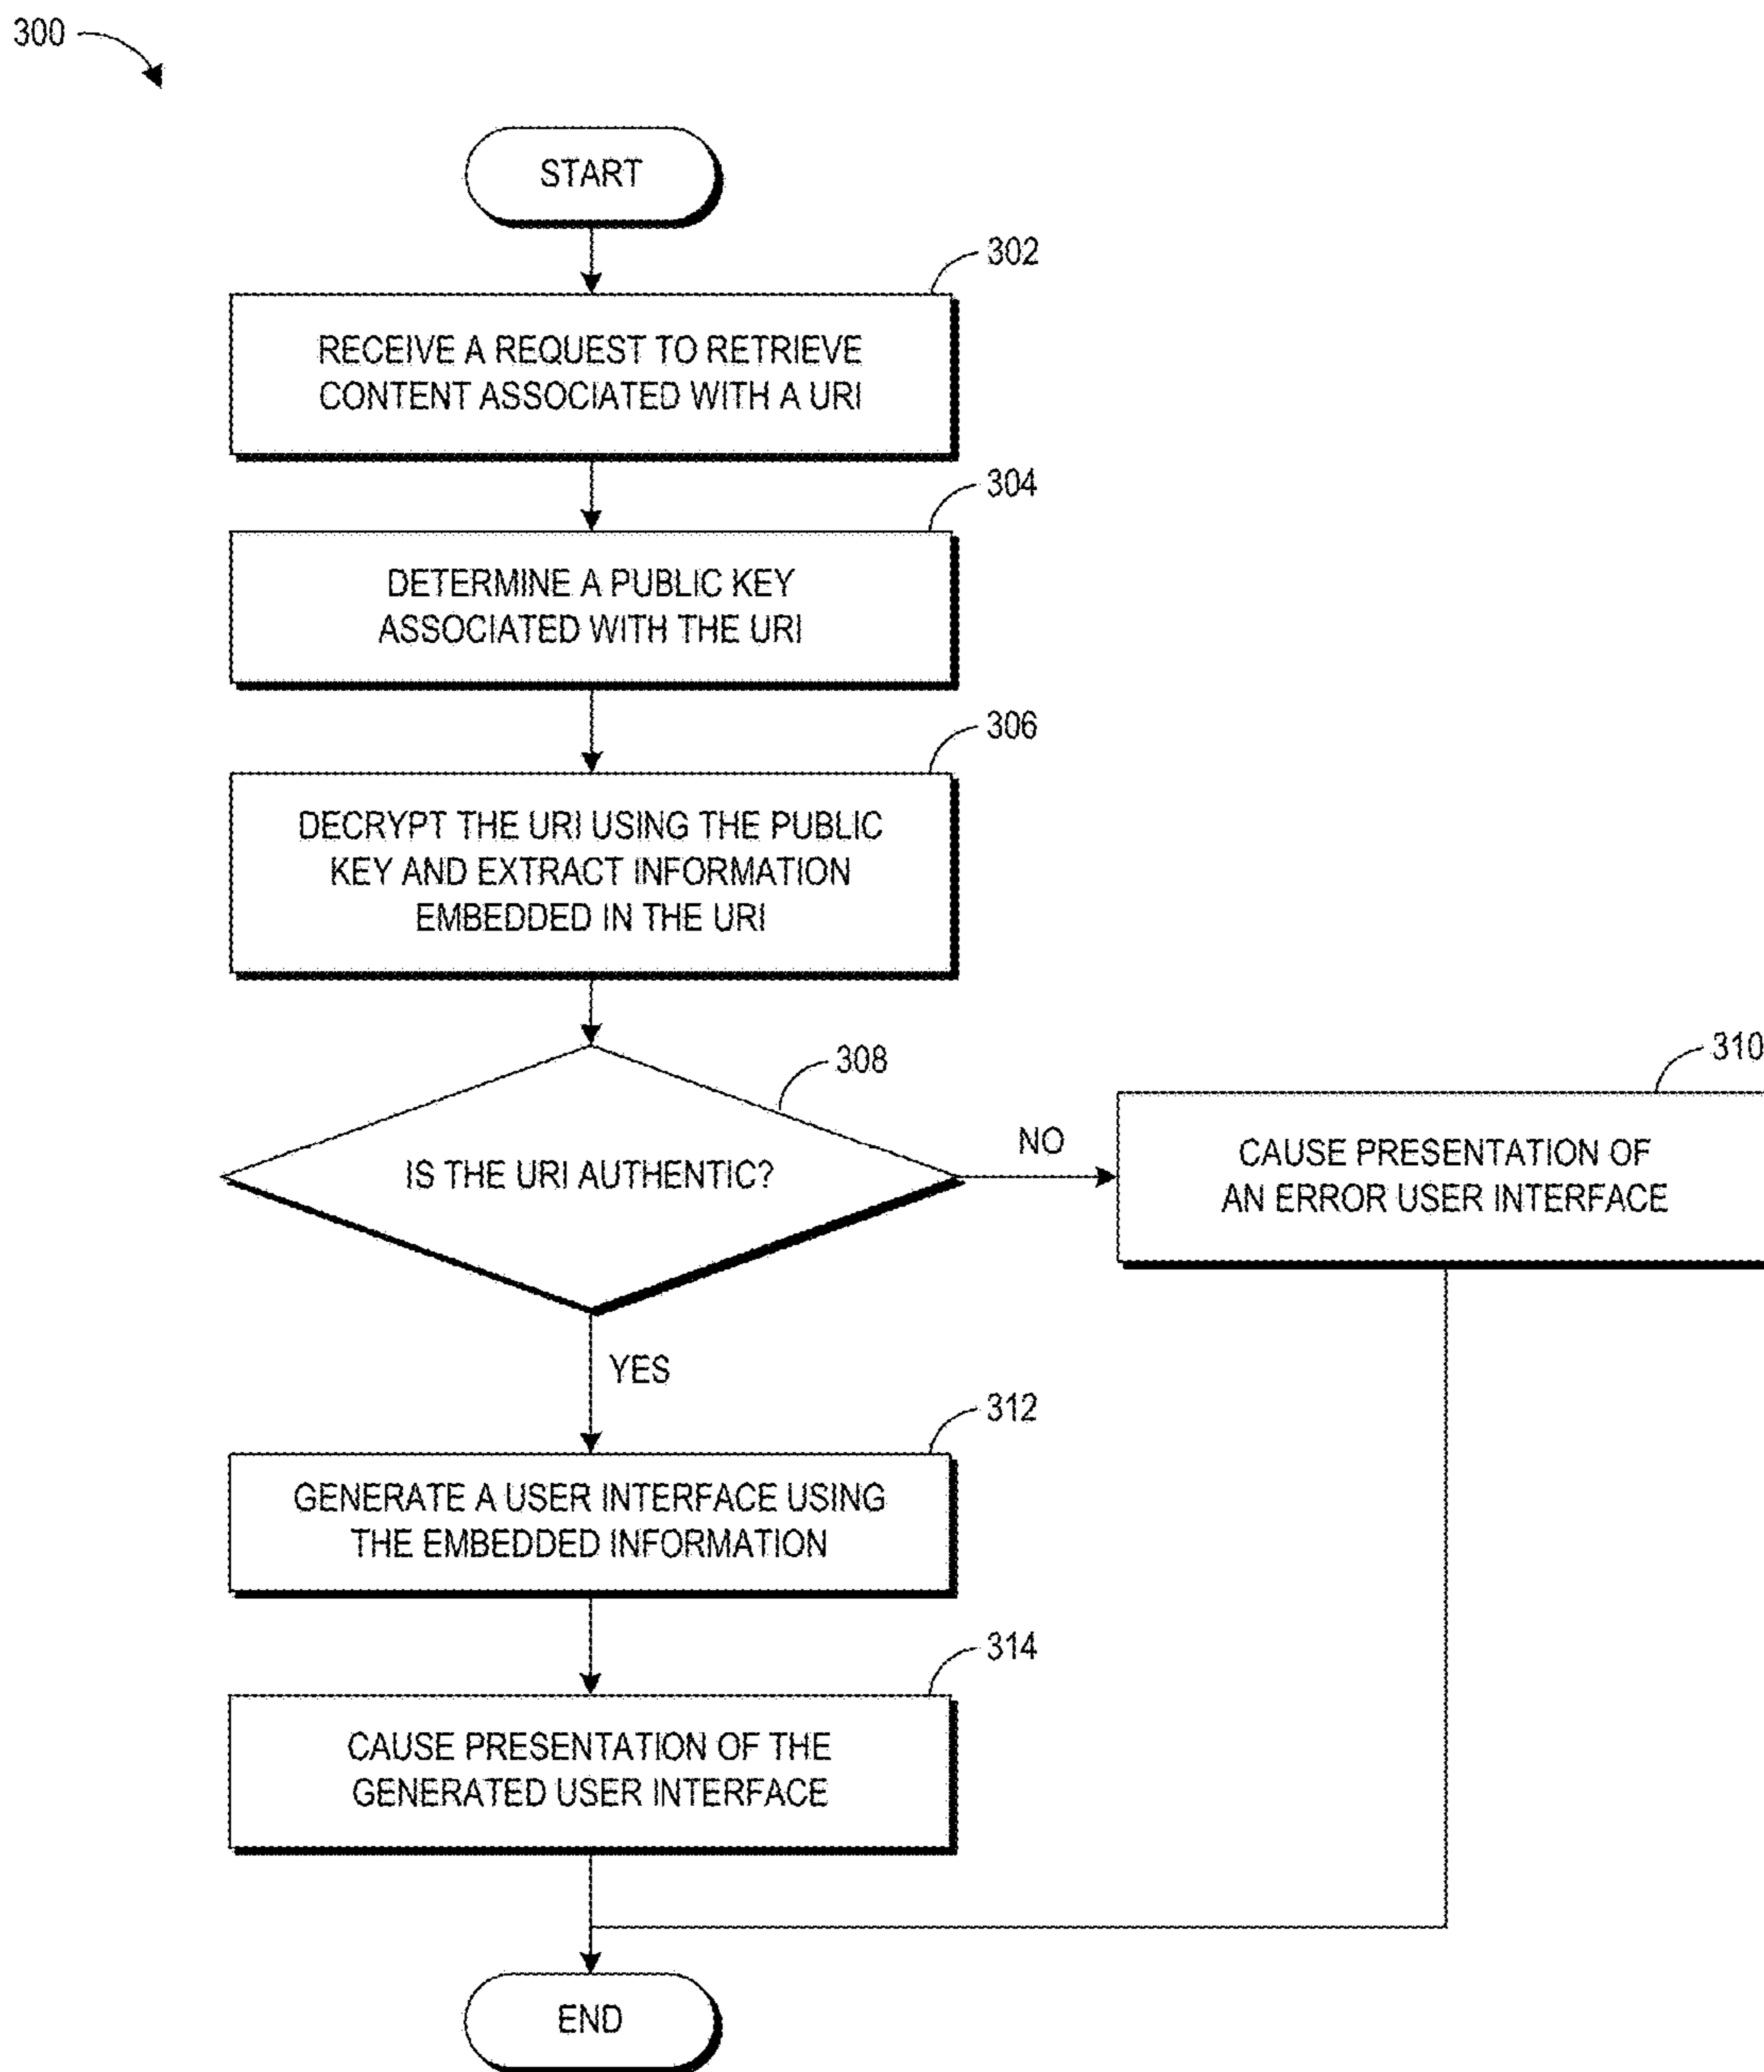 300
START
302
RECEIVE A REQUEST TO RETRIEVE
CONTENT ASSOCIATED WITH A URI
304
DETERMINE A PUBLIC KEY
ASSOCIATED WITH THE URI
306
DECRYPT THE URI USING THE PUBLIC
KEY AND EXTRACT INFORMATION
EMBEDDED IN THE URI
308
IS THE URI AUTHENTIC?
NO
310
CAUSE PRESENTATION OF
AN ERROR USER INTERFACE
YES
312
GENERATE A USER INTERFACE USING
THE EMBEDDED INFORMATION
314
CAUSE PRESENTATION OF THE
GENERATED USER INTERFACE
END